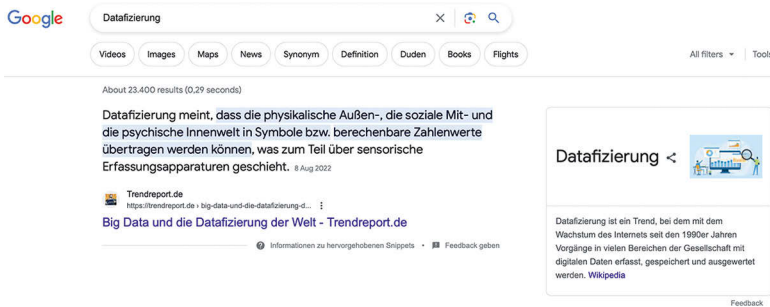 Google
Datafizierung
Videos
Images
Maps
News
Synonym
Definition
Duden
Books
Flights
All filters
Tools
About 23.400 results (0,29 seconds)
Datafizierung meint, dass die physikalische Außen-, die soziale Mit- und
die psychische Innenwelt in Symbole bzw. berechenbare Zahlenwerte
übertragen werden können, was zum Teil über sensorische
Erfassungsapparaturen geschieht. 8 Aug 2022
Trendreport.de
https://trendreport.de › big-data-und-die-datafizierung-d...
Big Data und die Datafizierung der Welt - Trendreport.de
Informationen zu hervorgehobenen Snippets • Feedback geben
Datafizierung
Datafizierung ist ein Trend, bei dem mit dem
Wachstum des Internets seit den 1990er Jahren
Vorgänge in vielen Bereichen der Gesellschaft mit
digitalen Daten erfasst, gespeichert und ausgewertet
werden. Wikipedia
Feedback